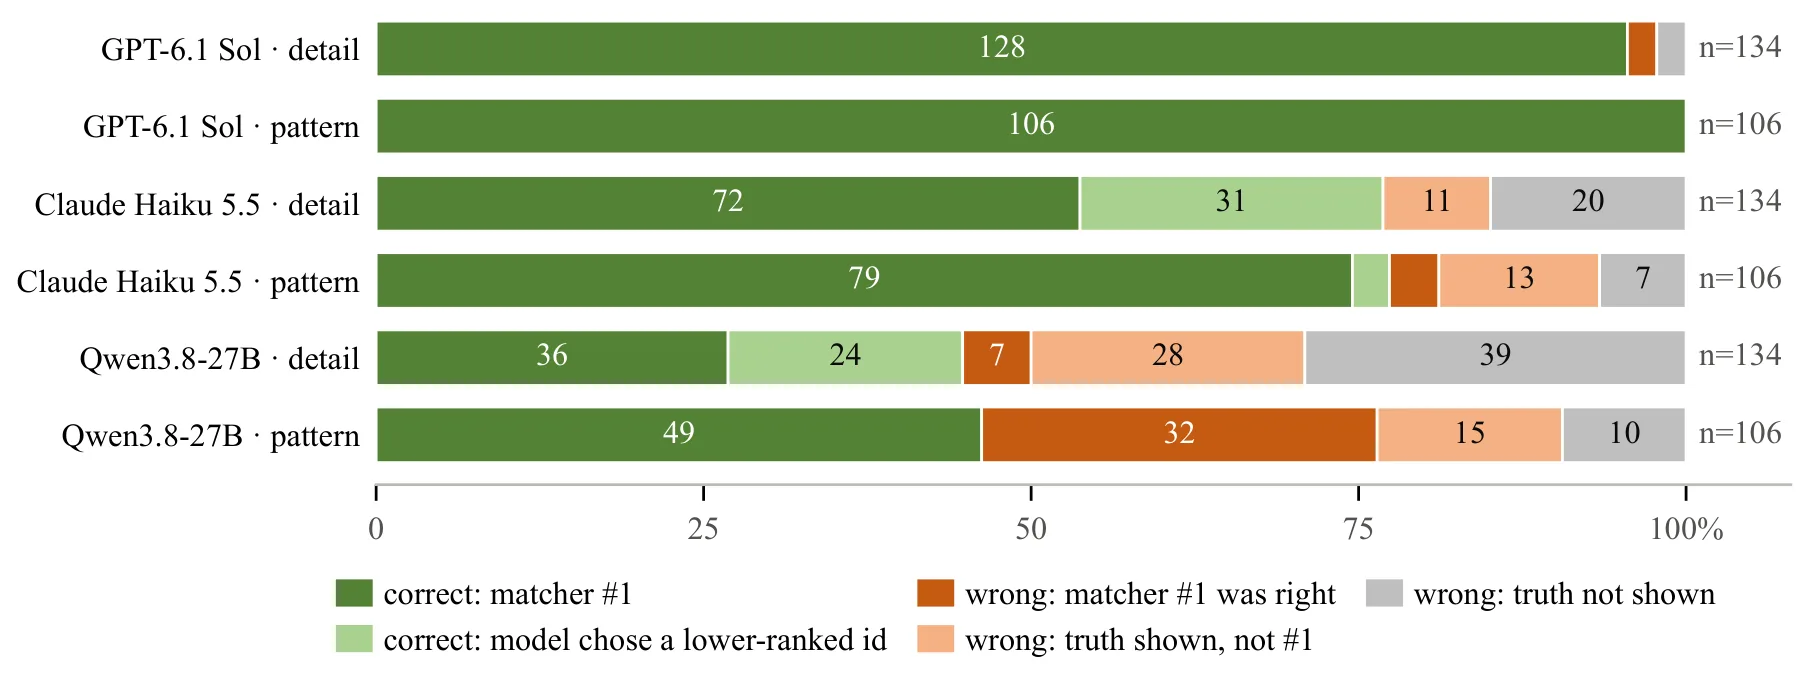 GPT-6.1 Sol · detail 128 n=134
GPT-6.1 Sol · pattern 106 n=106
Claude Haiku 5.5 · detail 72 31 11 20 n=134
Claude Haiku 5.5 · pattern 79 13 7 n=106
Qwen3.8-27B · detail 36 24 7 28 39 n=134
Qwen3.8-27B · pattern 49 32 15 10 n=106
0 25 50 75 100%
correct: matcher #1 wrong: matcher #1 was right wrong: truth not shown
correct: model chose a lower-ranked id wrong: truth shown, not #1